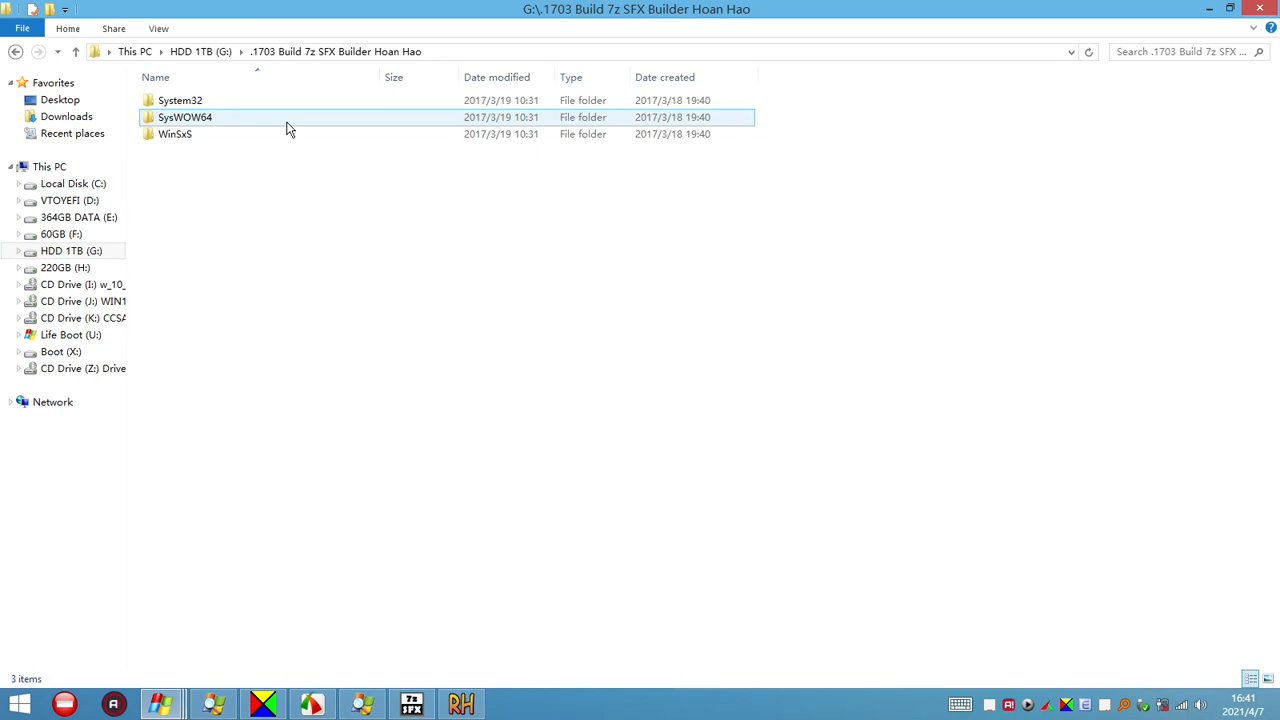 G:\.1703 Build 7z SFX Builder Hoan Hao
File Home Share View
This PC HDD 1TB (G:) .1703 Build 7z SFX Builder Hoan Hao
Search .1703 Build 7z SFX ...
Name Size Date modified Type Date created
System32 2017/3/19 10:31 File folder 2017/3/18 19:40
SysWOW64 2017/3/19 10:31 File folder 2017/3/18 19:40
WinSxS 2017/3/19 10:31 File folder 2017/3/18 19:40
Favorites
Desktop
Downloads
Recent places
This PC
Local Disk (C:)
VTOYEFI (D:)
364GB DATA (E:)
60GB (F:)
HDD 1TB (G:)
220GB (H:)
CD Drive (I:) w_10_
CD Drive (J:) WIN1
CD Drive (K:) CCSA
Life Boot (U:)
Boot (X:)
CD Drive (Z:) Drive
Network
3 items
7z SFX
RH
16:41
2021/4/7